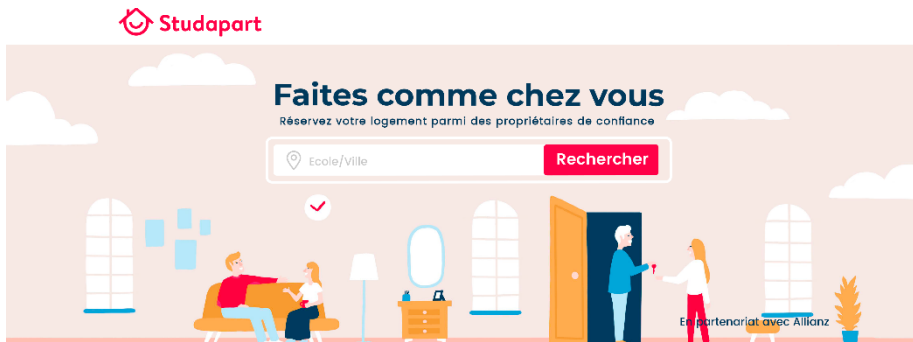 Studapart
Faites comme chez vous
Réservez votre logement parmi des propriétaires de confiance
Ecole/Ville
Rechercher
En partenariat avec Allianz